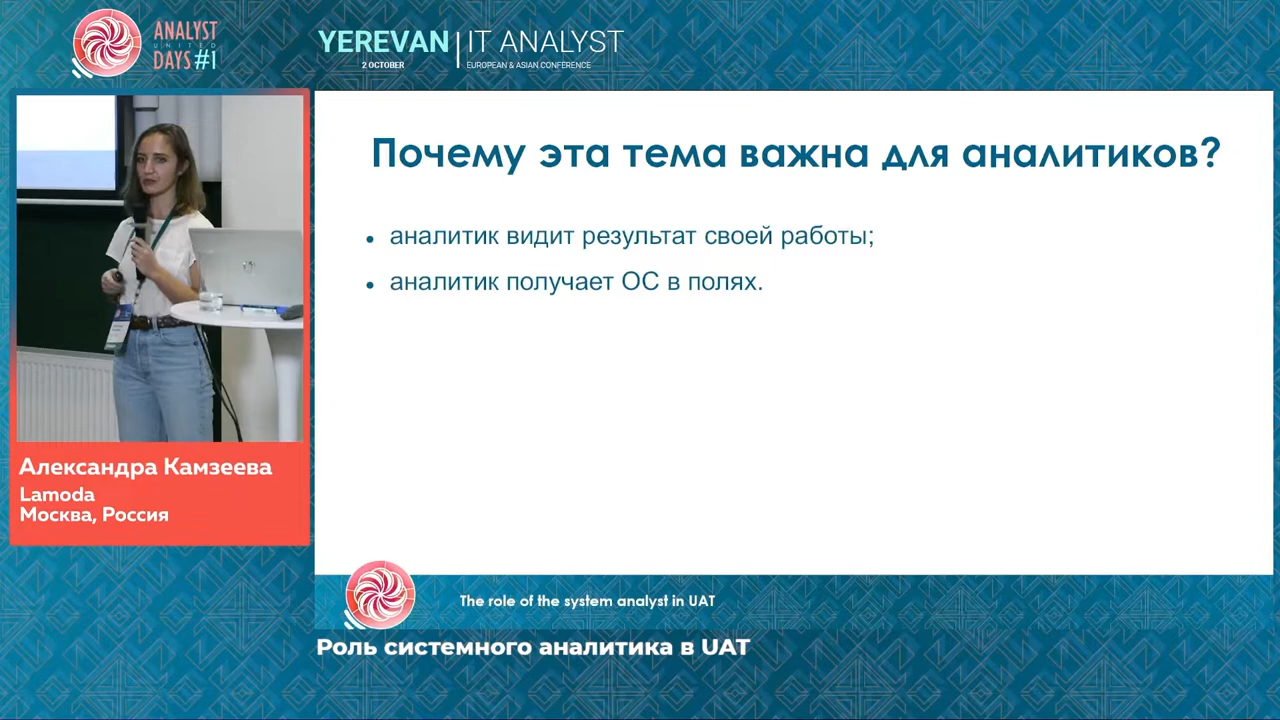 ANALYST
UNITED
DAYS #1
YEREVAN IT ANALYST
2 OCTOBER
EUROPEAN & ASIAN CONFERENCE
Почему эта тема важна для аналитиков?
аналитик видит результат своей работы;
аналитик получает ОС в полях.
Александра Камзеева
Lamoda
Москва, Россия
The role of the system analyst in UAT
Роль системного аналитика в UAT